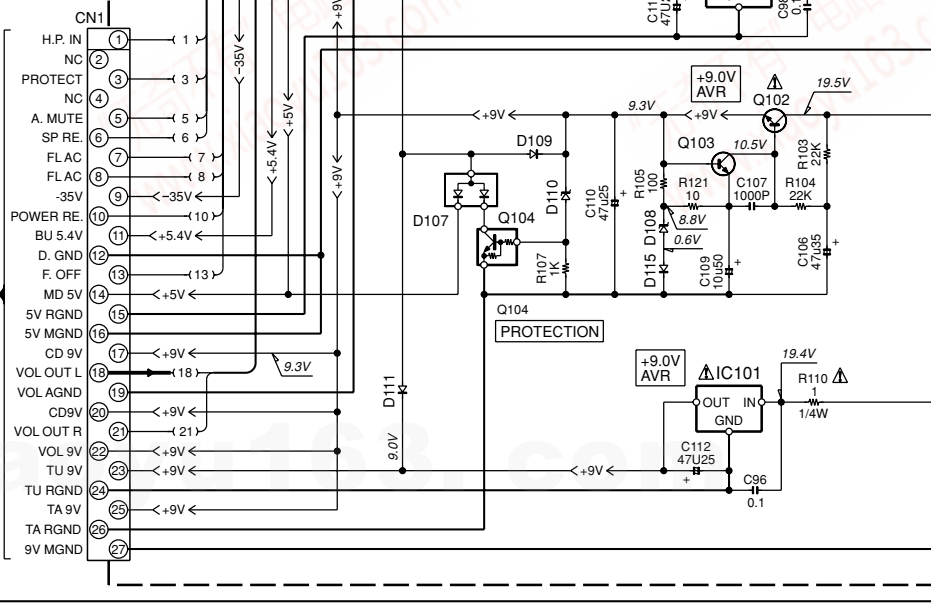 CN1
H.P. IN 1 1
NC 2
PROTECT 3 3
NC 4
A. MUTE 5 5
SP RE. 6 6
FL AC 7 7
FL AC 8 8
-35V 9 -35V
POWER RE. 10 10
BU 5.4V 11 +5.4V
D. GND 12
F. OFF 13 13
MD 5V 14 +5V
5V RGND 15
5V MGND 16
CD 9V 17 +9V
VOL OUT L 18 18
VOL AGND 19
CD9V 20 +9V
VOL OUT R 21 21
VOL 9V 22 +9V
TU 9V 23 +9V
TU RGND 24
TA 9V 25 +9V
TA RGND 26
9V MGND 27
-35V
+5.4V
+5V
+9V
+9V
9.3V
D111
9.0V
+9V
D109
D107
Q104
D110
R107
1K
Q104
PROTECTION
C110
47u25
+
9.3V
+9.0V
AVR
+9V
Q102
19.5V
Q103
10.5V
R105
100
R121
10
C107
1000P
R104
22K
R103
22K
8.8V
D108
0.6V
D115
C109
10u50
+
C106
47u35
+
C11
47U
C98
0.1
+9.0V
AVR
IC101
OUT IN
GND
19.4V
R110
1
1/4W
C112
47U25
+
+9V
C96
0.1